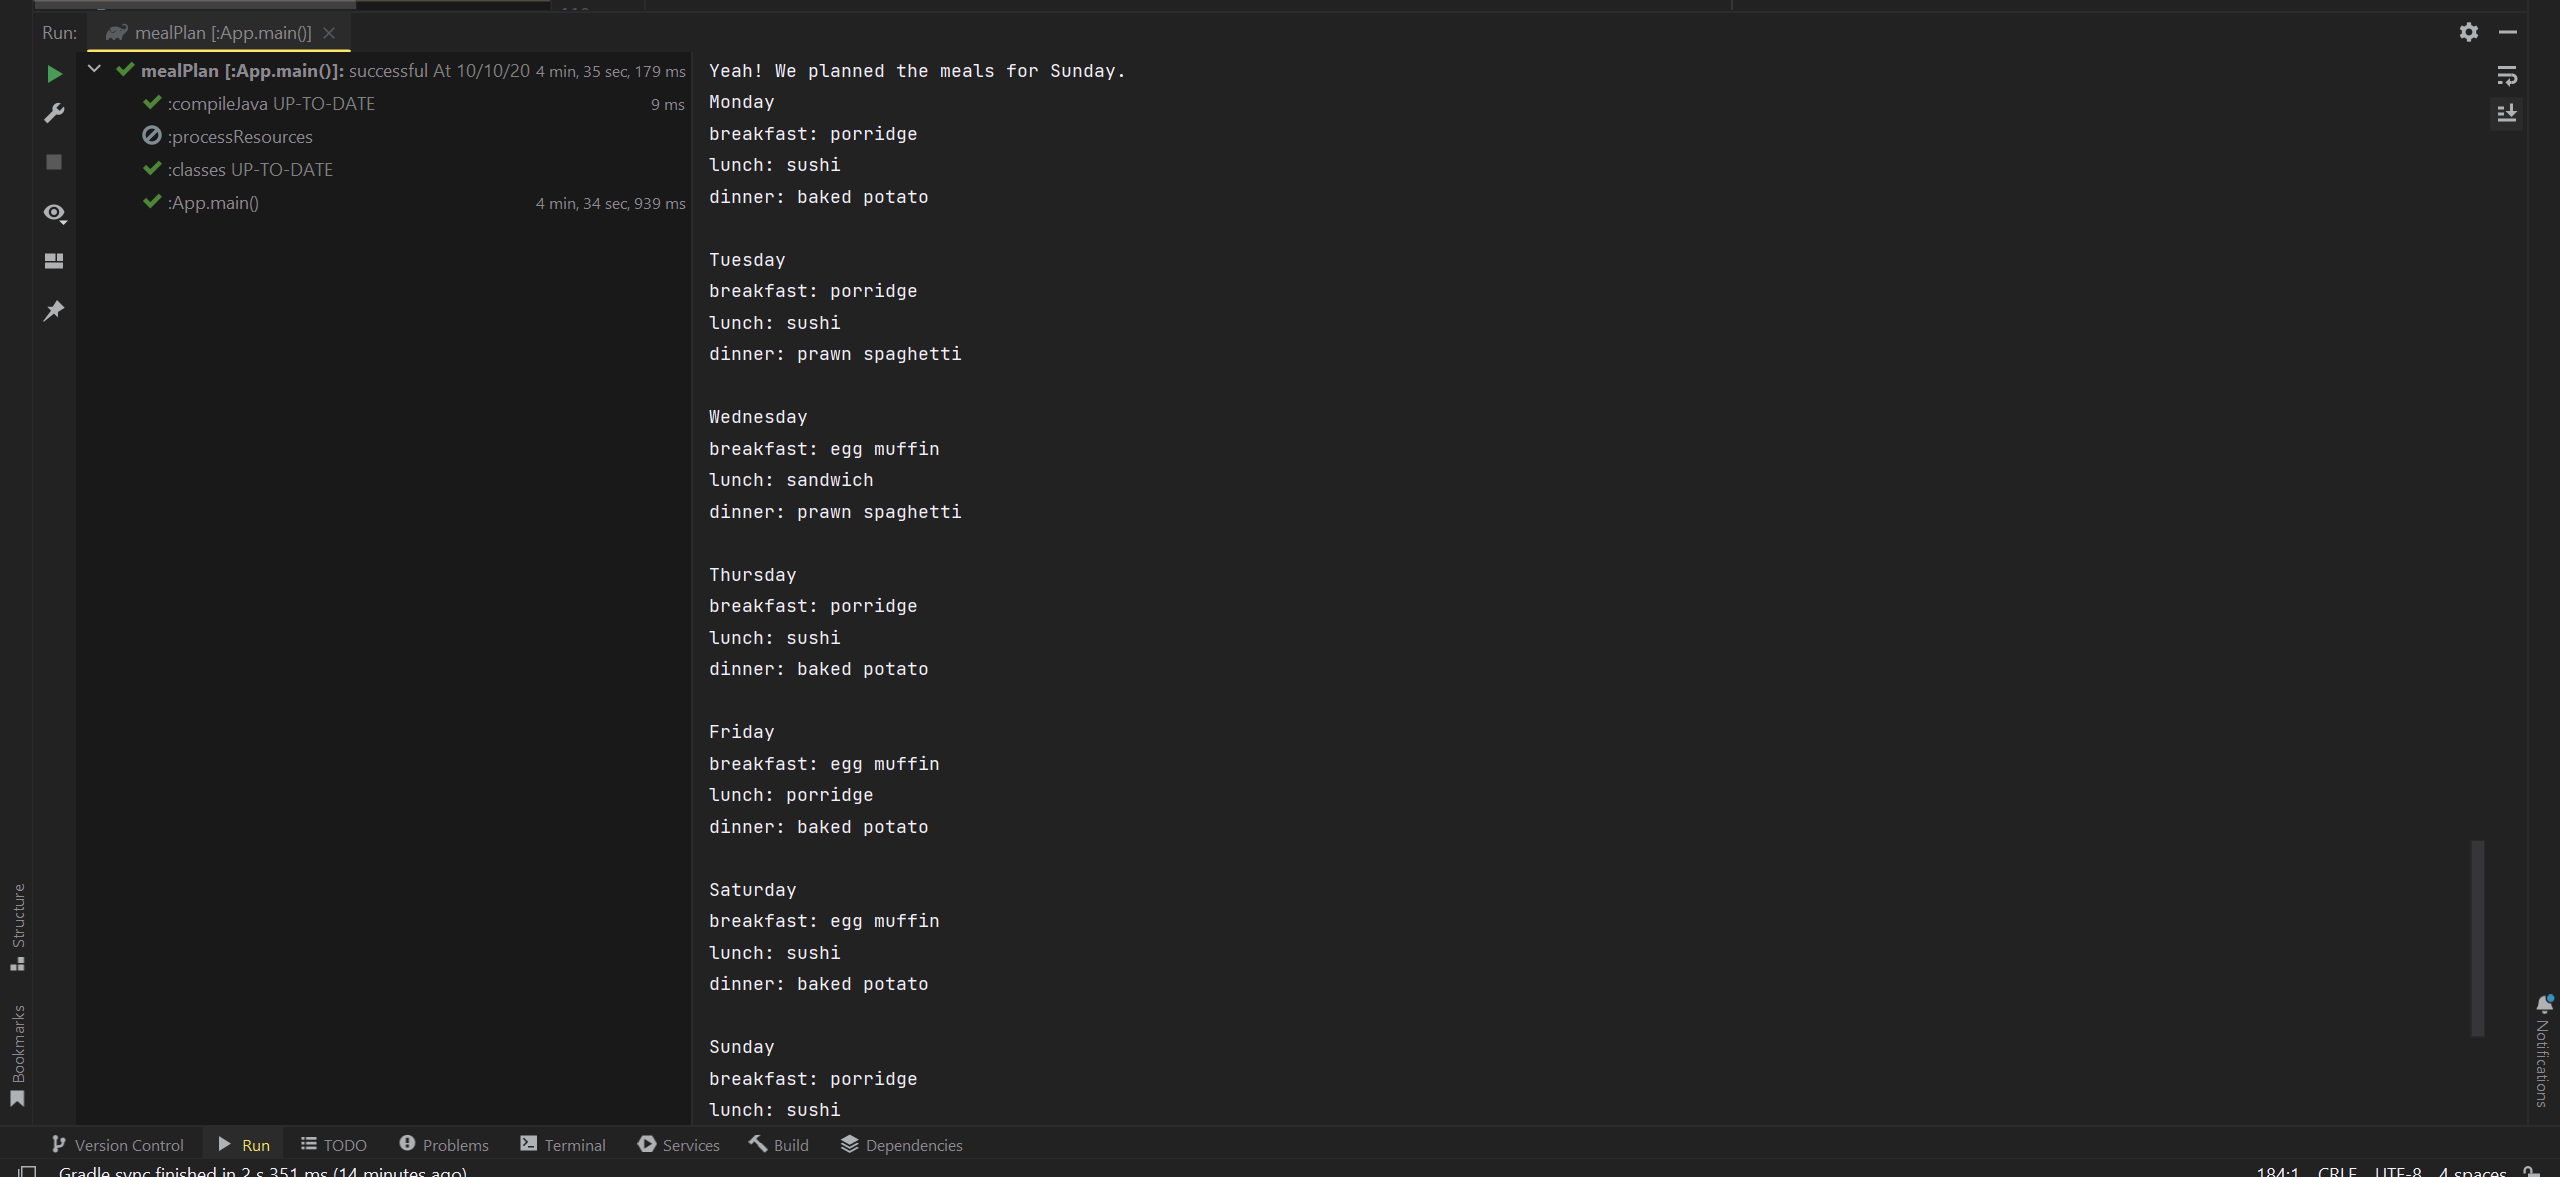 Run: mealPlan [:App.main()]
mealPlan [:App.main()]: successful At 10/10/20 4 min, 35 sec, 179 ms
:compileJava UP-TO-DATE 9 ms
:processResources
:classes UP-TO-DATE
:App.main() 4 min, 34 sec, 939 ms
Yeah! We planned the meals for Sunday.
Monday
breakfast: porridge
lunch: sushi
dinner: baked potato
Tuesday
breakfast: porridge
lunch: sushi
dinner: prawn spaghetti
Wednesday
breakfast: egg muffin
lunch: sandwich
dinner: prawn spaghetti
Thursday
breakfast: porridge
lunch: sushi
dinner: baked potato
Friday
breakfast: egg muffin
lunch: porridge
dinner: baked potato
Saturday
breakfast: egg muffin
lunch: sushi
dinner: baked potato
Sunday
breakfast: porridge
lunch: sushi
Structure
Bookmarks
Notifications
Version Control Run TODO Problems Terminal Services Build Dependencies
Gradle sync finished in 2 s 351 ms (14 minutes ago) 184:1 CRLF UTF-8 4 spaces